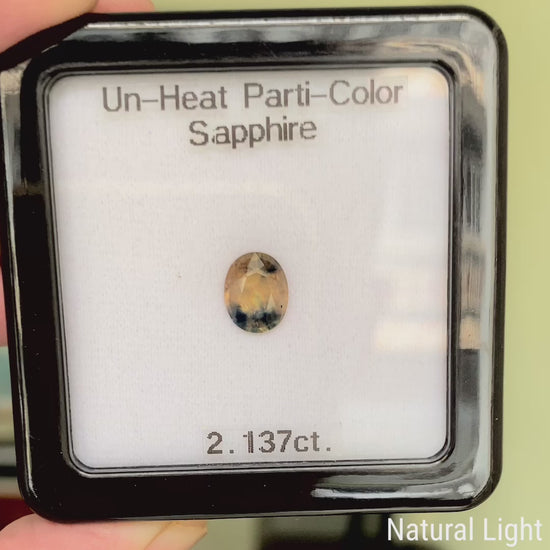 Un-Heat Parti-Color
Sapphire
2.137ct.
Natural Light